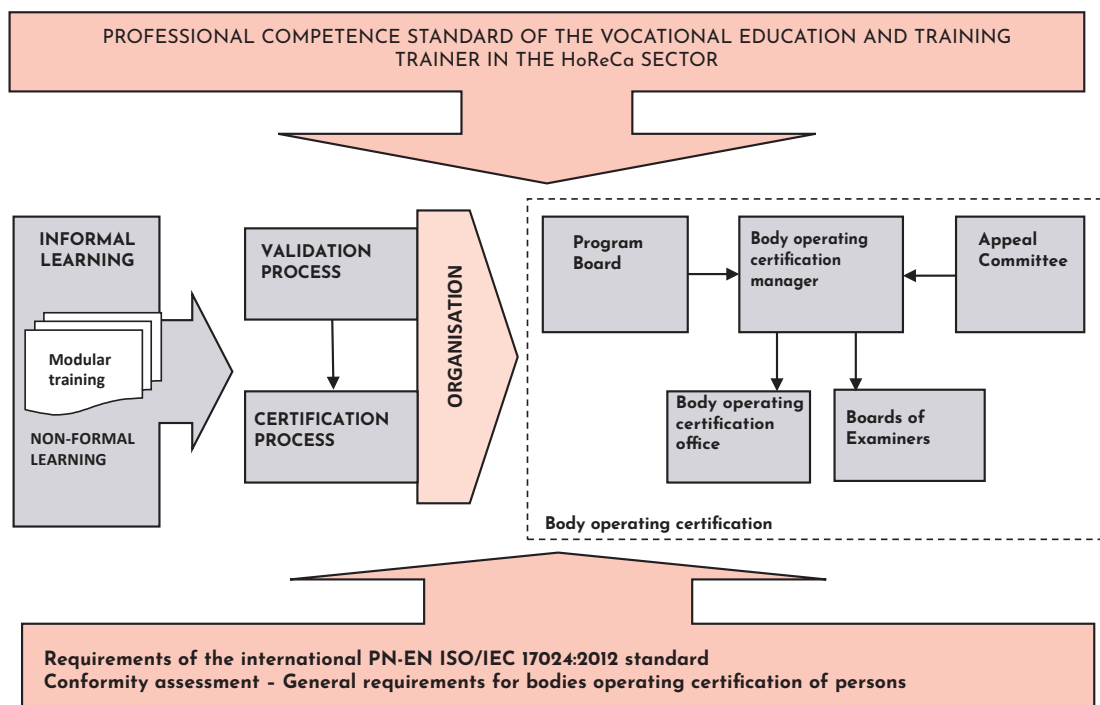 PROFESSIONAL COMPETENCE STANDARD OF THE VOCATIONAL EDUCATION AND TRAINING
TRAINER IN THE HoReCa SECTOR
INFORMAL
LEARNING
Modular
training
NON-FORMAL
LEARNING
VALIDATION
PROCESS
CERTIFICATION
PROCESS
ORGANISATION
Program
Board
Body operating
certification
manager
Appeal
Committee
Body operating
certification
office
Boards of
Examiners
Body operating certification
Requirements of the international PN-EN ISO/IEC 17024:2012 standard
Conformity assessment – General requirements for bodies operating certification of persons